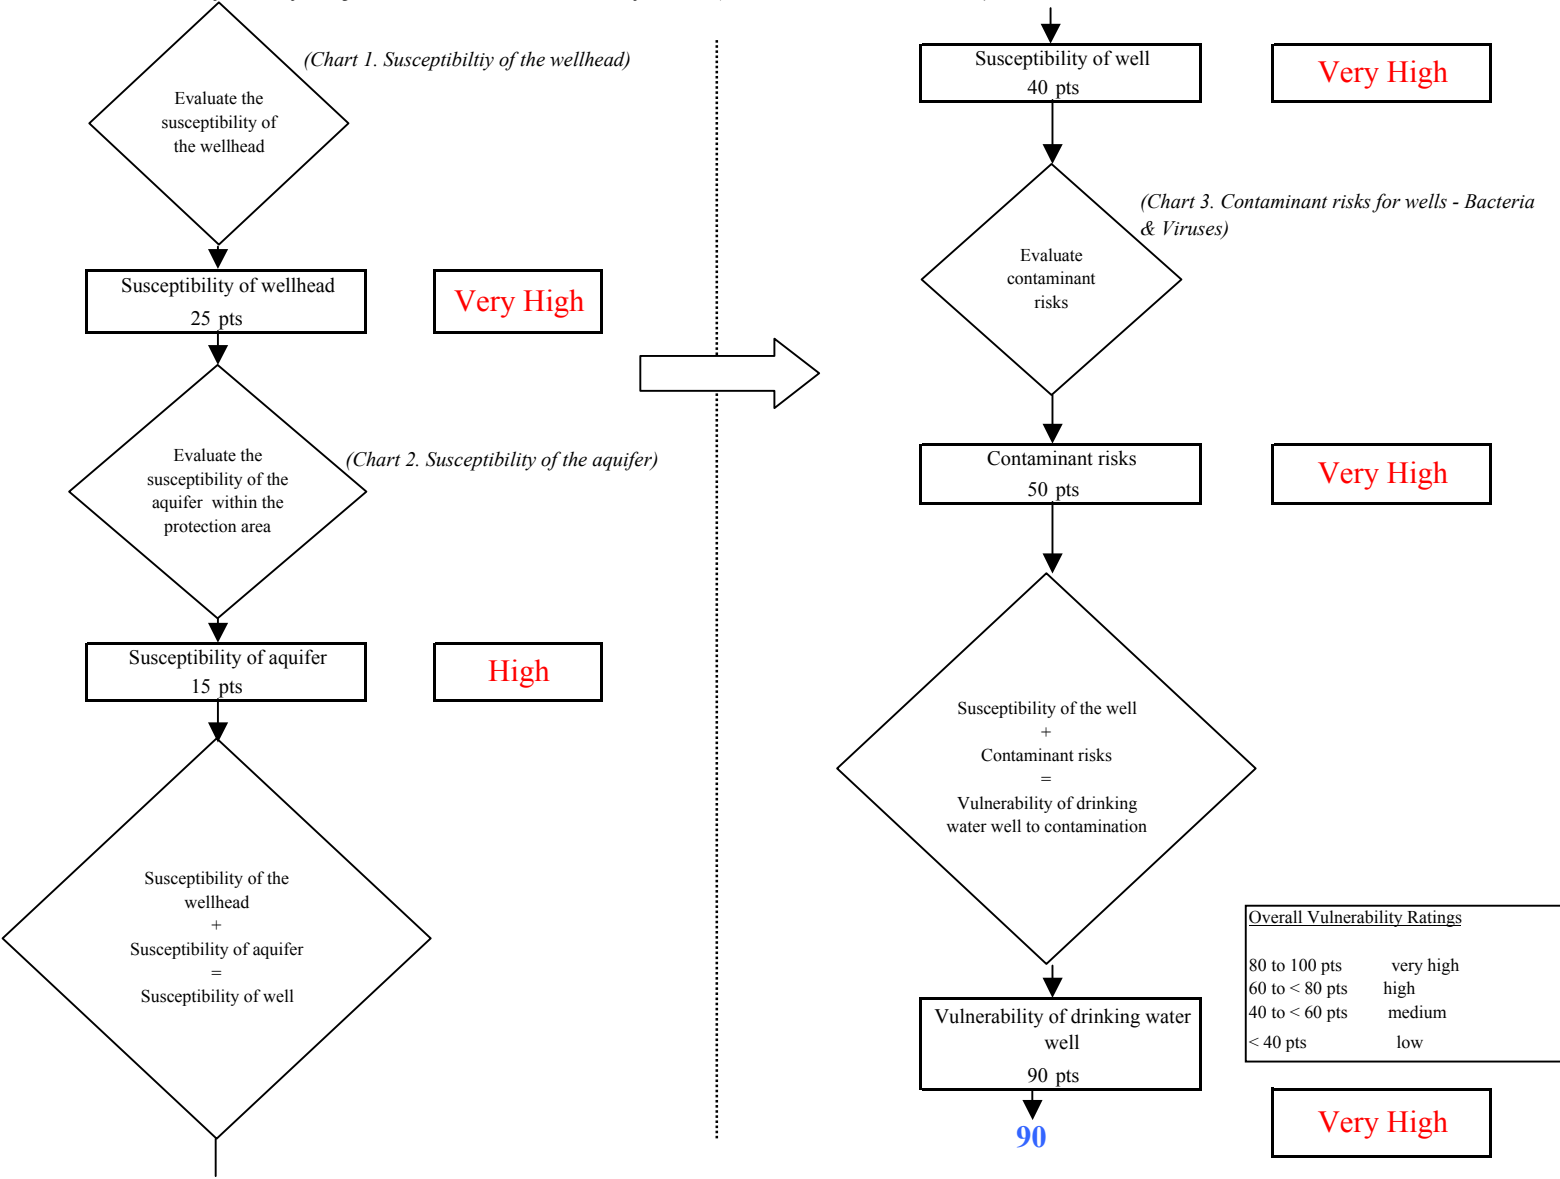 (Chart 1. Susceptibiltiy of the wellhead)
Evaluate the
susceptibility of
the wellhead
Susceptibility of wellhead
25 pts
Very High
(Chart 2. Susceptibility of the aquifer)
Evaluate the
susceptibility of the
aquifer within the
protection area
Susceptibility of aquifer
15 pts
High
Susceptibility of the
wellhead
+
Susceptibility of aquifer
=
Susceptibility of well
Susceptibility of well
40 pts
Very High
(Chart 3. Contaminant risks for wells - Bacteria
& Viruses)
Evaluate
contaminant
risks
Contaminant risks
50 pts
Very High
Susceptibility of the well
+
Contaminant risks
=
Vulnerability of drinking
water well to contamination
Overall Vulnerability Ratings
80 to 100 pts very high
60 to < 80 pts high
40 to < 60 pts medium
< 40 pts low
Vulnerability of drinking water
well
90 pts
90
Very High